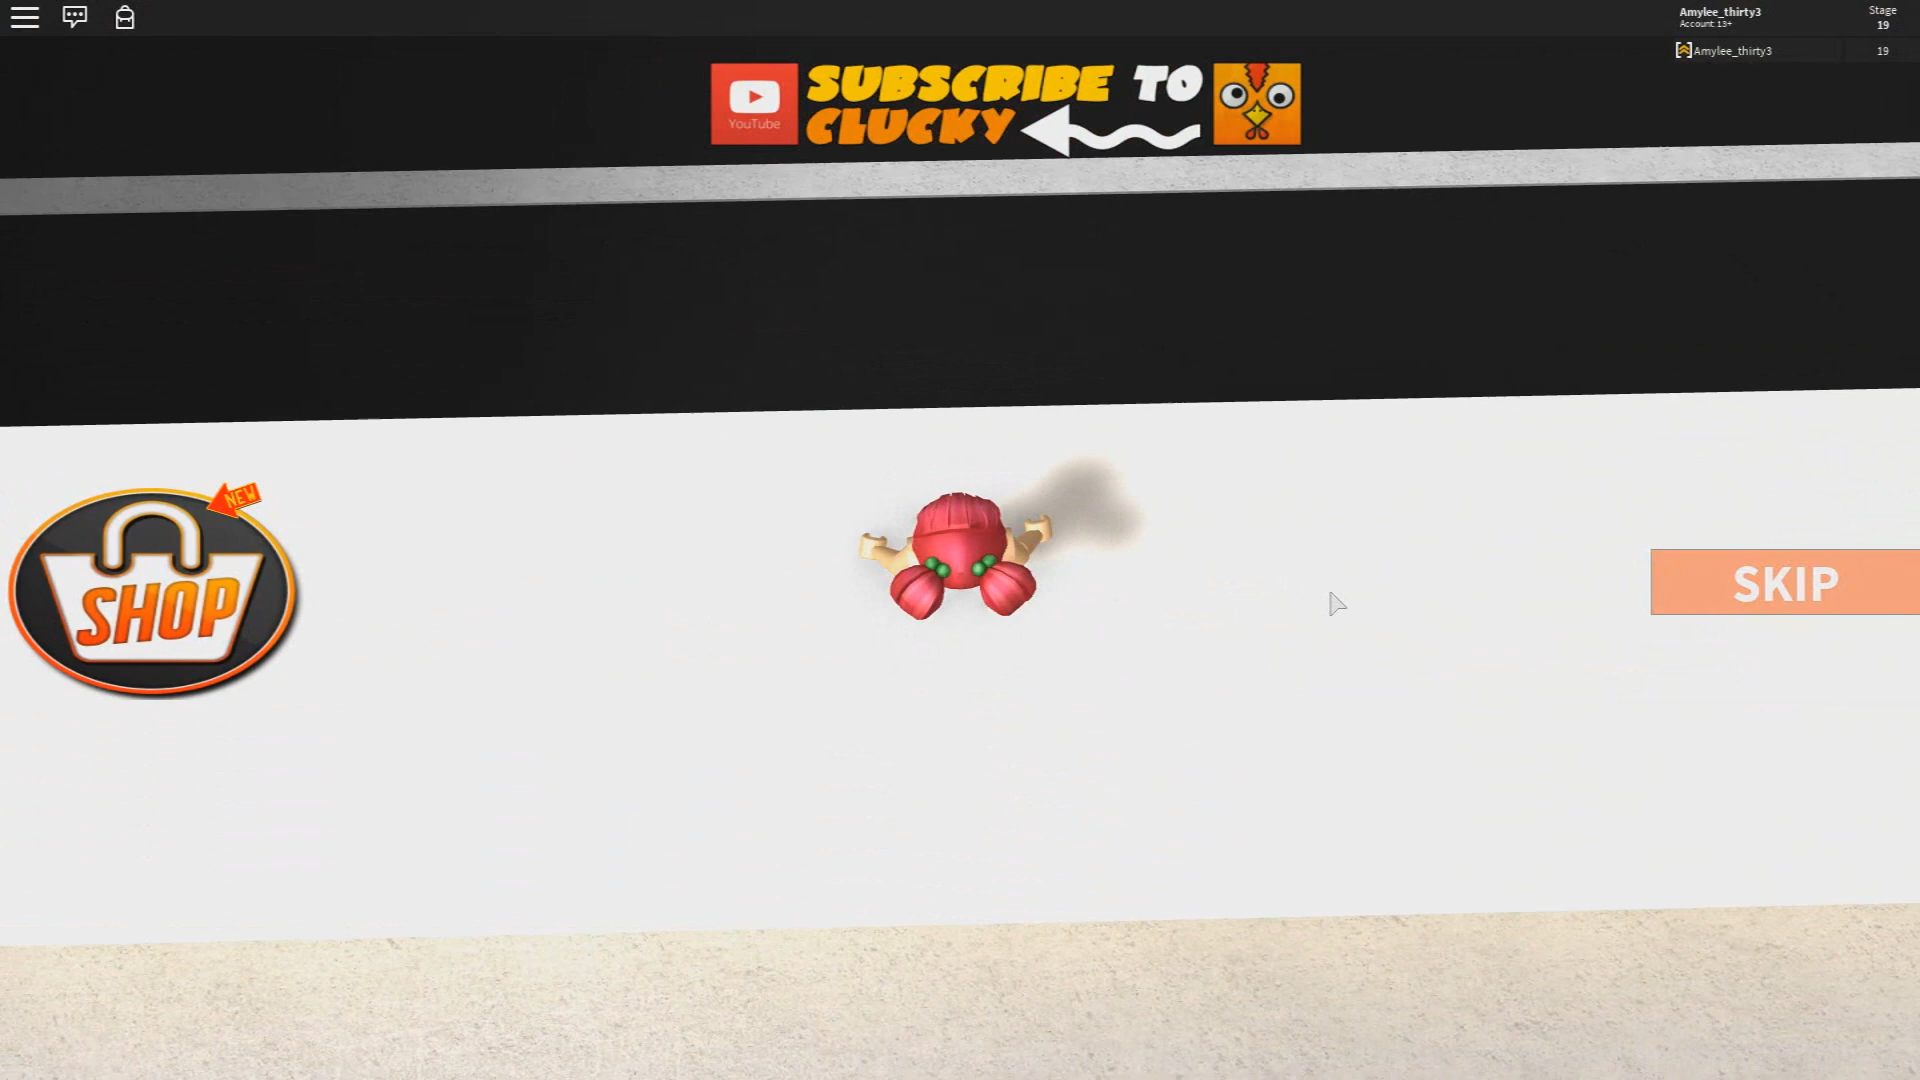 Amylee_thirty3
Account: 13+
Stage
19
Amylee_thirty3
19
YouTube
SUBSCRIBE TO
CLUCKY
NEW
SHOP
SKIP